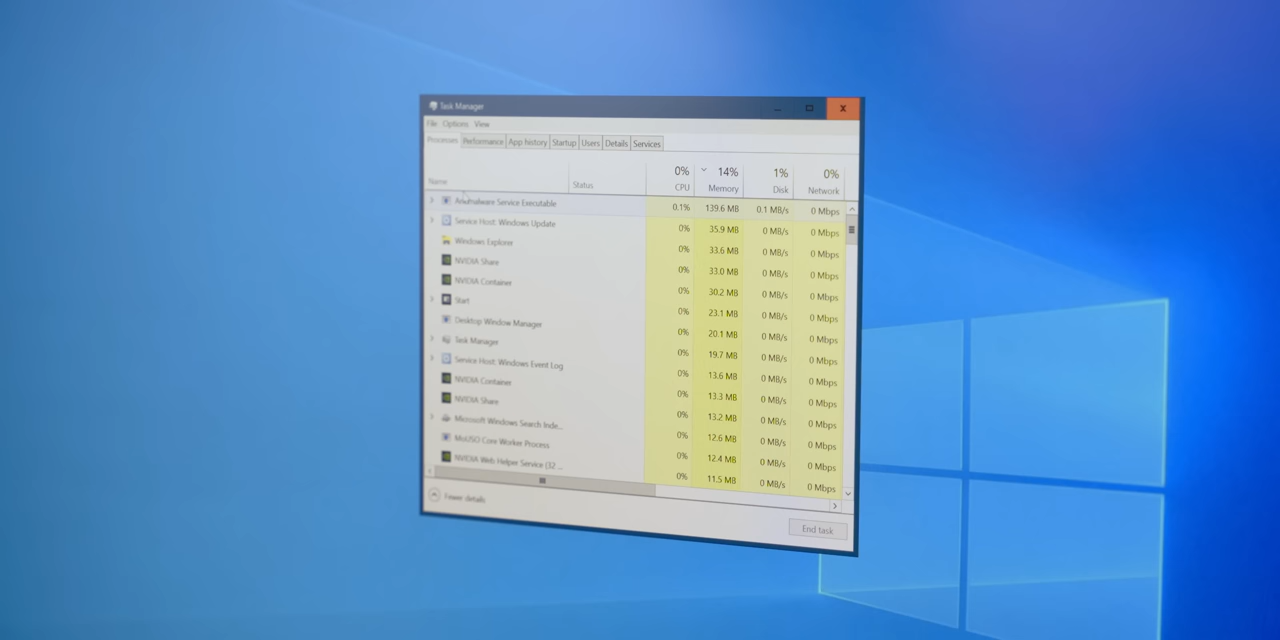 Task Manager
File Options View
Processes Performance App history Startup Users Details Services
0% 14% 1% 0%
Name Status CPU Memory Disk Network
Antimalware Service Executable 0.1% 139.6 MB 0.1 MB/s 0 Mbps
Service Host: Windows Update 0% 35.9 MB 0 MB/s 0 Mbps
Windows Explorer 0% 33.6 MB 0 MB/s 0 Mbps
NVIDIA Share 0% 33.0 MB 0 MB/s 0 Mbps
NVIDIA Container 0% 30.2 MB 0 MB/s 0 Mbps
Start 0% 23.1 MB 0 MB/s 0 Mbps
Desktop Window Manager 0% 20.1 MB 0 MB/s 0 Mbps
Task Manager 0% 19.7 MB 0 MB/s 0 Mbps
Service Host: Windows Event Log 0% 13.6 MB 0 MB/s 0 Mbps
NVIDIA Container 0% 13.3 MB 0 MB/s 0 Mbps
NVIDIA Share 0% 13.2 MB 0 MB/s 0 Mbps
Microsoft Windows Search Inde... 0% 12.6 MB 0 MB/s 0 Mbps
MoUSO Core Worker Process 0% 12.4 MB 0 MB/s 0 Mbps
NVIDIA Web Helper Service (32 ... 0% 11.5 MB 0 MB/s 0 Mbps
Fewer details
End task